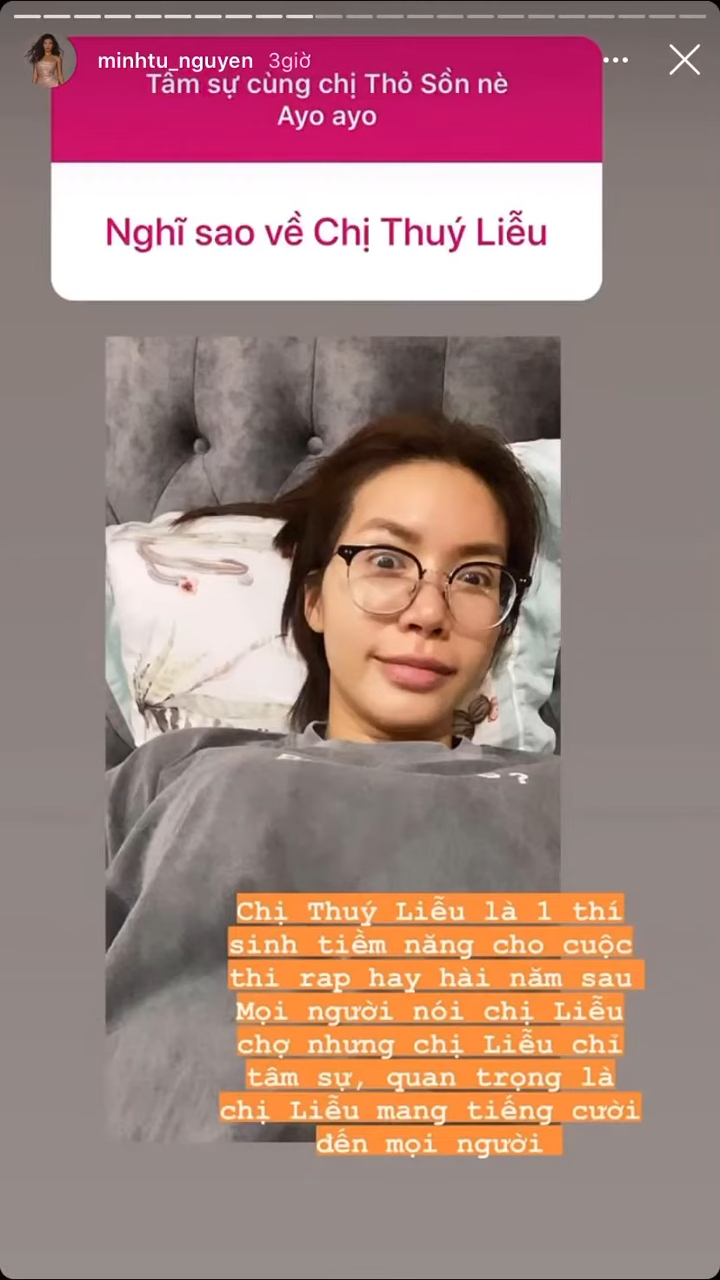 minhtu_nguyen 3giờ
Tâm sự cùng chị Thỏ Sồn nè
Ayo ayo
Nghĩ sao về Chị Thuý Liễu
Chị Thuý Liễu là 1 thí
sinh tiềm năng cho cuộc
thi rap hay hài năm sau
Mọi người nói chị Liễu
chợ nhưng chị Liễu chỉ
tâm sự, quan trọng là
chị Liễu mang tiếng cười
đến mọi người